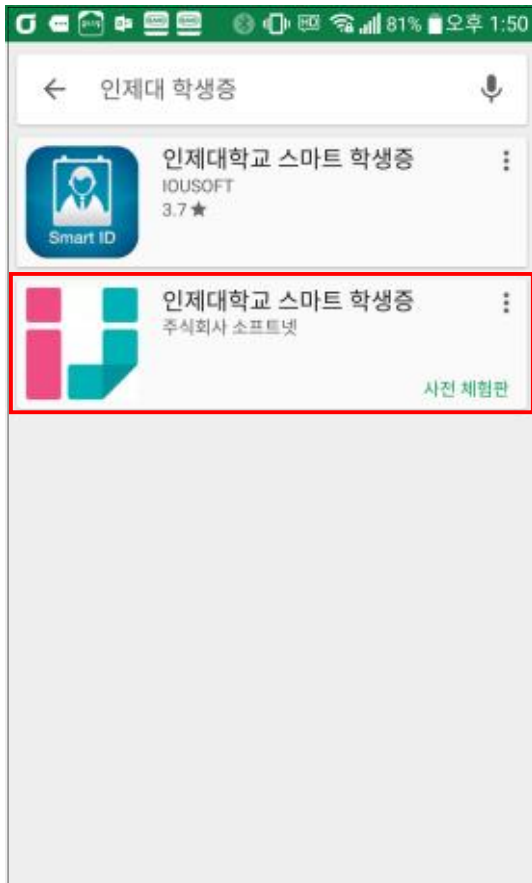 81% 오후 1:50
인제대 학생증
인제대학교 스마트 학생증
IOUSOFT
3.7★
Smart ID
인제대학교 스마트 학생증
주식회사 소프트넷
사전 체험판